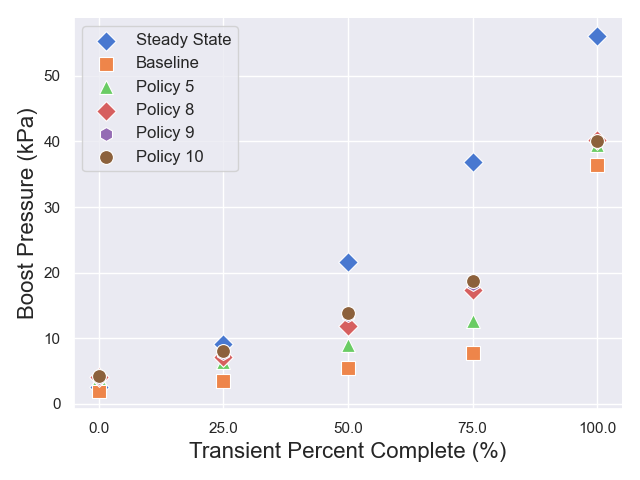 Steady State
Baseline
Policy 5
Policy 8
Policy 9
Policy 10
Boost Pressure (kPa)
50
40
30
20
10
0
0.0 25.0 50.0 75.0 100.0
Transient Percent Complete (%)